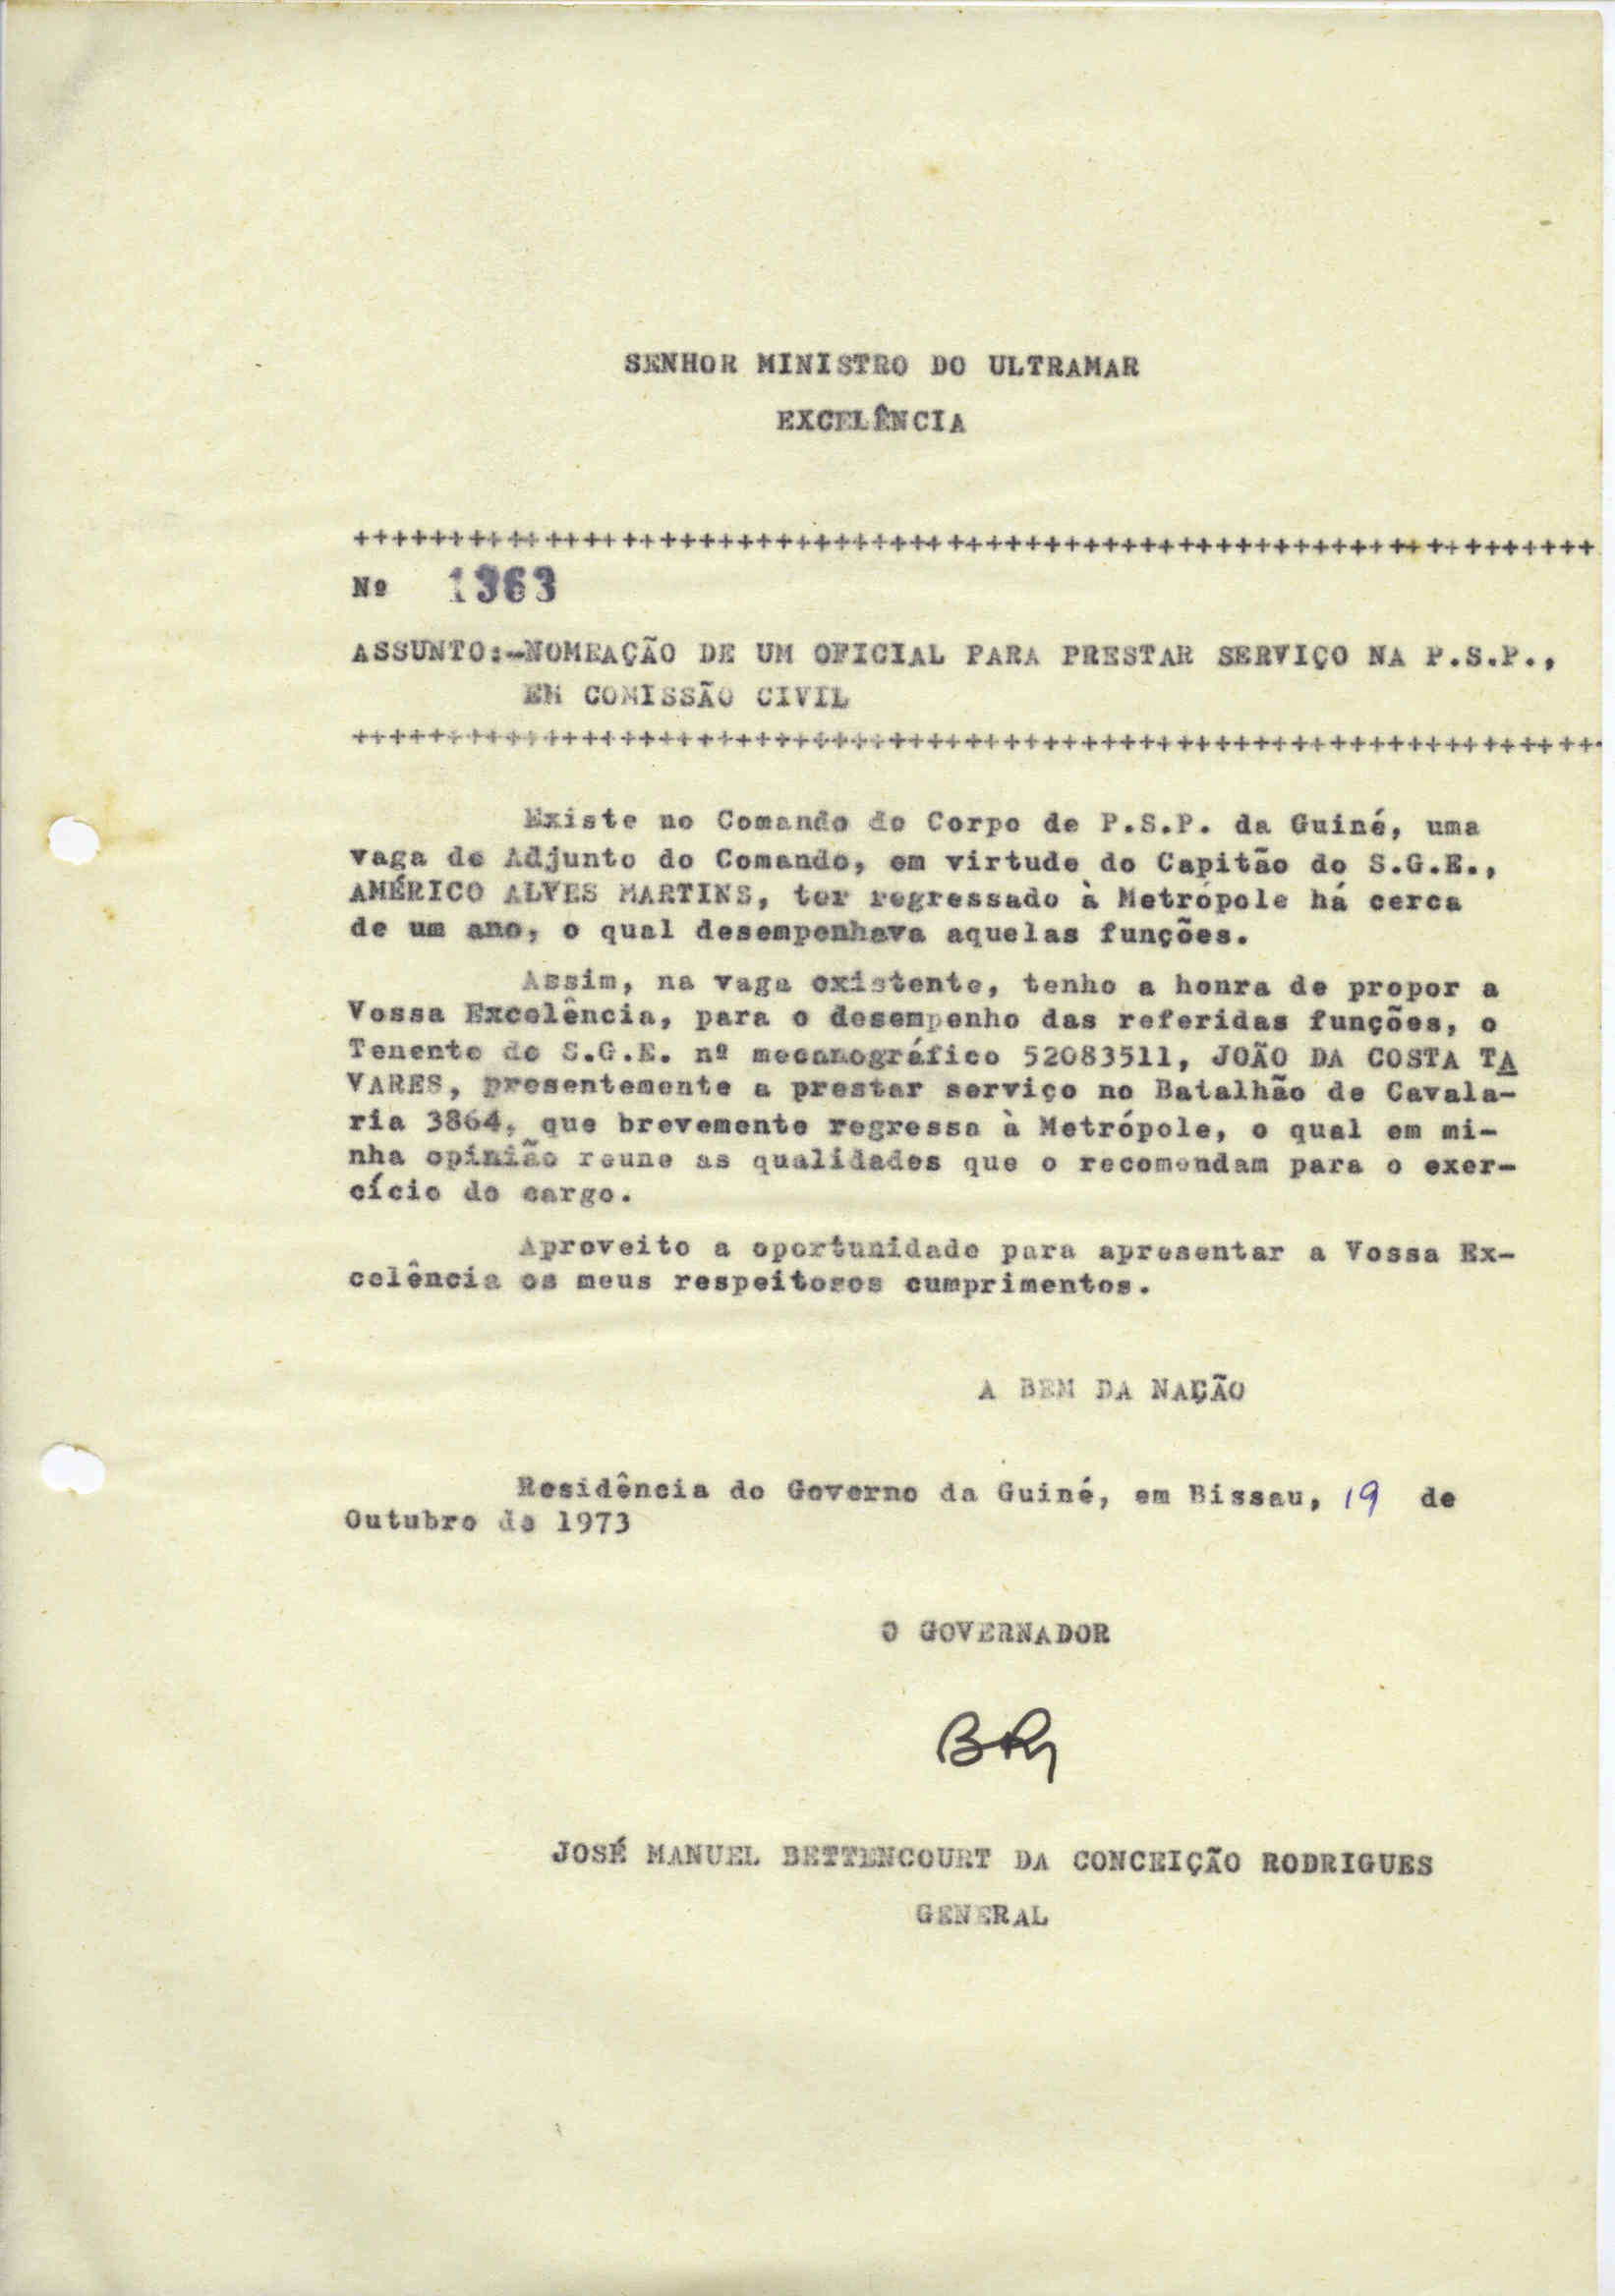 SENHOR MINISTRO DO ULTRAMAR
EXCELÊNCIA
+++++++++++++++++++++++++++++++++++++++++++++++++++++++++++++++++
Nº 1363
ASSUNTO:-NOMEAÇÃO DE UM OFICIAL PARA PRESTAR SERVIÇO NA P.S.P.,
EM COMISSÃO CIVIL
+++++++++++++++++++++++++++++++++++++++++++++++++++++++++++++++++
Existe no Comando do Corpo de P.S.P. da Guiné, uma
vaga de Adjunto do Comando, em virtude do Capitão do S.G.E.,
AMÉRICO ALVES MARTINS, ter regressado à Metrópole há cerca
de um ano, o qual desempenhava aquelas funções.
Assim, na vaga existente, tenho a honra de propor a
Vossa Excelência, para o desempenho das referidas funções, o
Tenente do S.G.E. nº mecanográfico 52083511, JOÃO DA COSTA TA
VARES, presentemente a prestar serviço no Batalhão de Cavala-
ria 3864, que brevemente regressa à Metrópole, o qual em mi-
nha opinião reune as qualidades que o recomendam para o exer-
cício do cargo.
Aproveito a oportunidade para apresentar a Vossa Ex-
celência os meus respeitosos cumprimentos.
A BEM DA NAÇÃO
Residência do Governo da Guiné, em Bissau, 19 de
Outubro de 1973
O GOVERNADOR
BR
JOSÉ MANUEL BETTENCOURT DA CONCEIÇÃO RODRIGUES
GENERAL